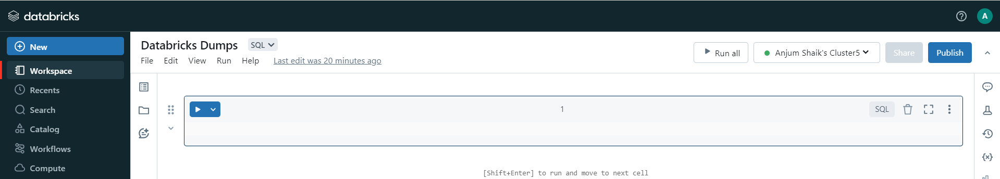 databricks
A
New
Workspace
Recents
Search
Catalog
Workflows
Compute
Databricks Dumps SQL
File Edit View Run Help Last edit was 20 minutes ago
Run all Anjum Shaik's Cluster5 Share Publish
1
SQL
[Shift+Enter] to run and move to next cell